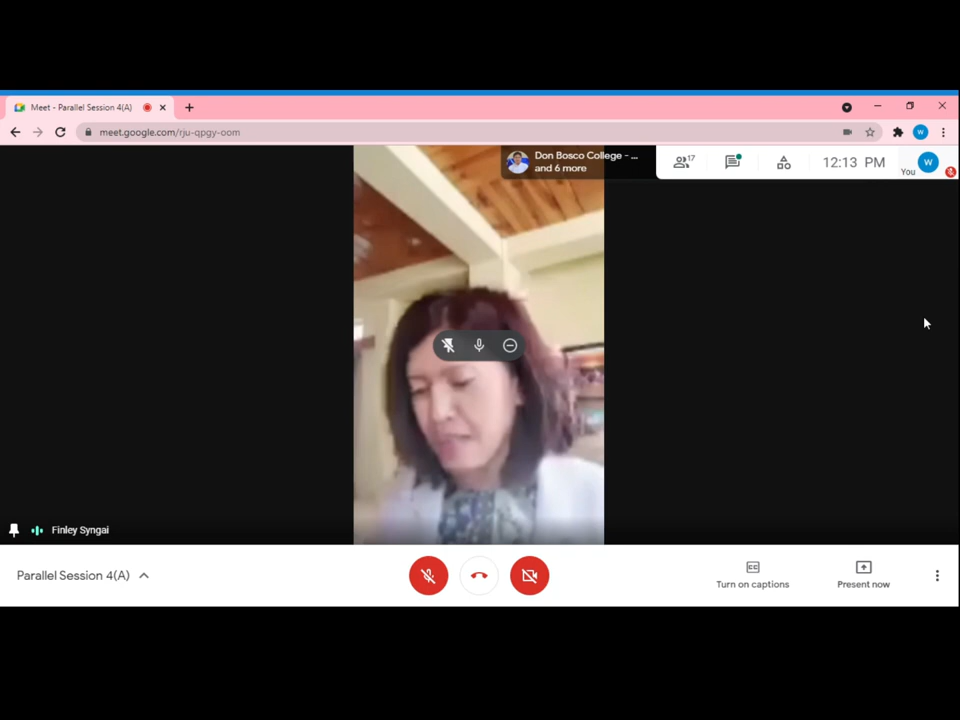 Meet - Parallel Session 4(A)
meet.google.com/rju-qpgy-oom
W
Don Bosco College - ...
and 6 more
17
12:13 PM
You
W
Finley Syngai
Parallel Session 4(A)
CC
Turn on captions
Present now